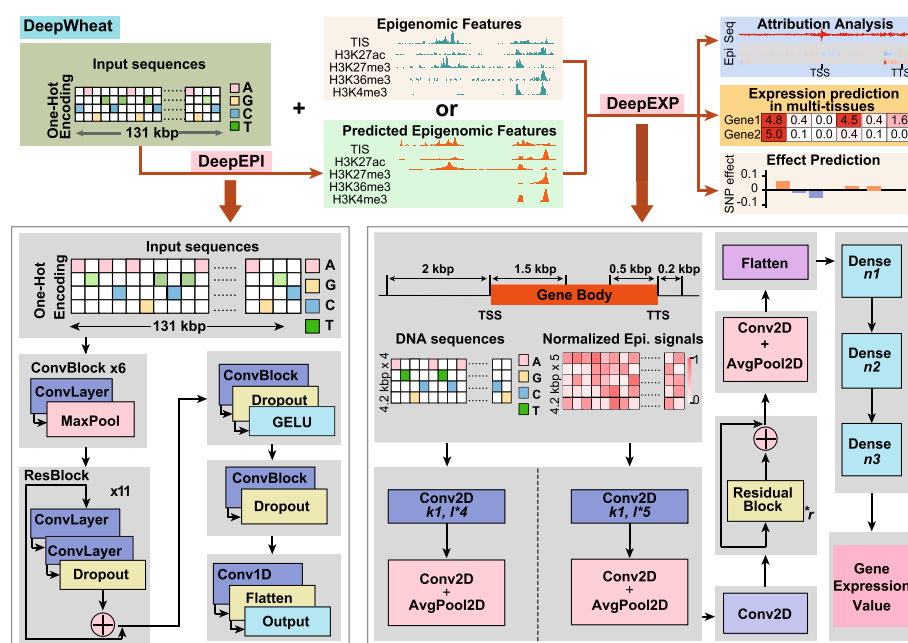 DeepWheat
Input sequences
One-Hot
Encoding
A
G
C
T
131 kbp
+
Epigenomic Features
TIS
H3K27ac
H3K27me3
H3K36me3
H3K4me3
or
Predicted Epigenomic Features
TIS
H3K27ac
H3K27me3
H3K36me3
H3K4me3
DeepEPI
DeepEXP
Attribution Analysis
Epi Seq
TSS
TTS
Expression prediction
in multi-tissues
Gene1 4.8 0.4 0.0 4.5 0.4 1.6
Gene2 5.0 0.0 0.0 0.4 0.1 0.0
Effect Prediction
SNP effect
0.1
0
-0.1
Input sequences
One-Hot
Encoding
A
G
C
T
131 kbp
ConvBlock x6
ConvLayer
MaxPool
ResBlock
x11
ConvLayer
ConvLayer
Dropout
ConvBlock
Dropout
GELU
ConvBlock
Dropout
Conv1D
Flatten
Output
2 kbp
1.5 kbp
0.5 kbp
0.2 kbp
Gene Body
TSS
TTS
DNA sequences
4.2 kbp x 4
A
G
C
T
Normalized Epi. signals
4.2 kbp x 5
1
0
Conv2D
k1, l*4
Conv2D
+
AvgPool2D
Conv2D
k1, l*5
Conv2D
+
AvgPool2D
Conv2D
Residual
Block
*r
Conv2D
+
AvgPool2D
Flatten
Dense
n1
Dense
n2
Dense
n3
Gene
Expression
Value